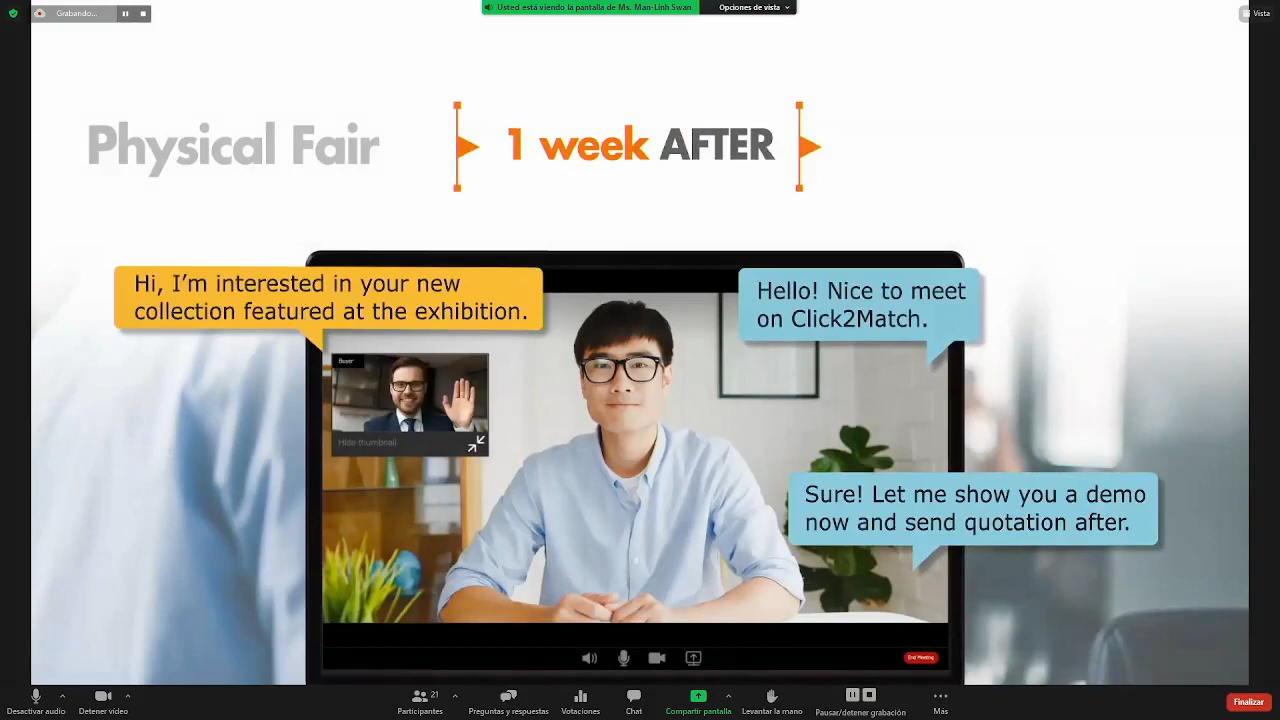 Grabando...
Usted está viendo la pantalla de Ms. Man-Linh Swan
Opciones de vista
Vista
Physical Fair
1 week AFTER
Hi, I'm interested in your new
collection featured at the exhibition.
Hello! Nice to meet
on Click2Match.
Buyer
Hide thumbnail
Sure! Let me show you a demo
now and send quotation after.
End Meeting
21
Desactivar audio
Detener vídeo
Participantes
Preguntas y respuestas
Votaciones
Chat
Compartir pantalla
Levantar la mano
Pausar/detener grabación
Más
Finalizar